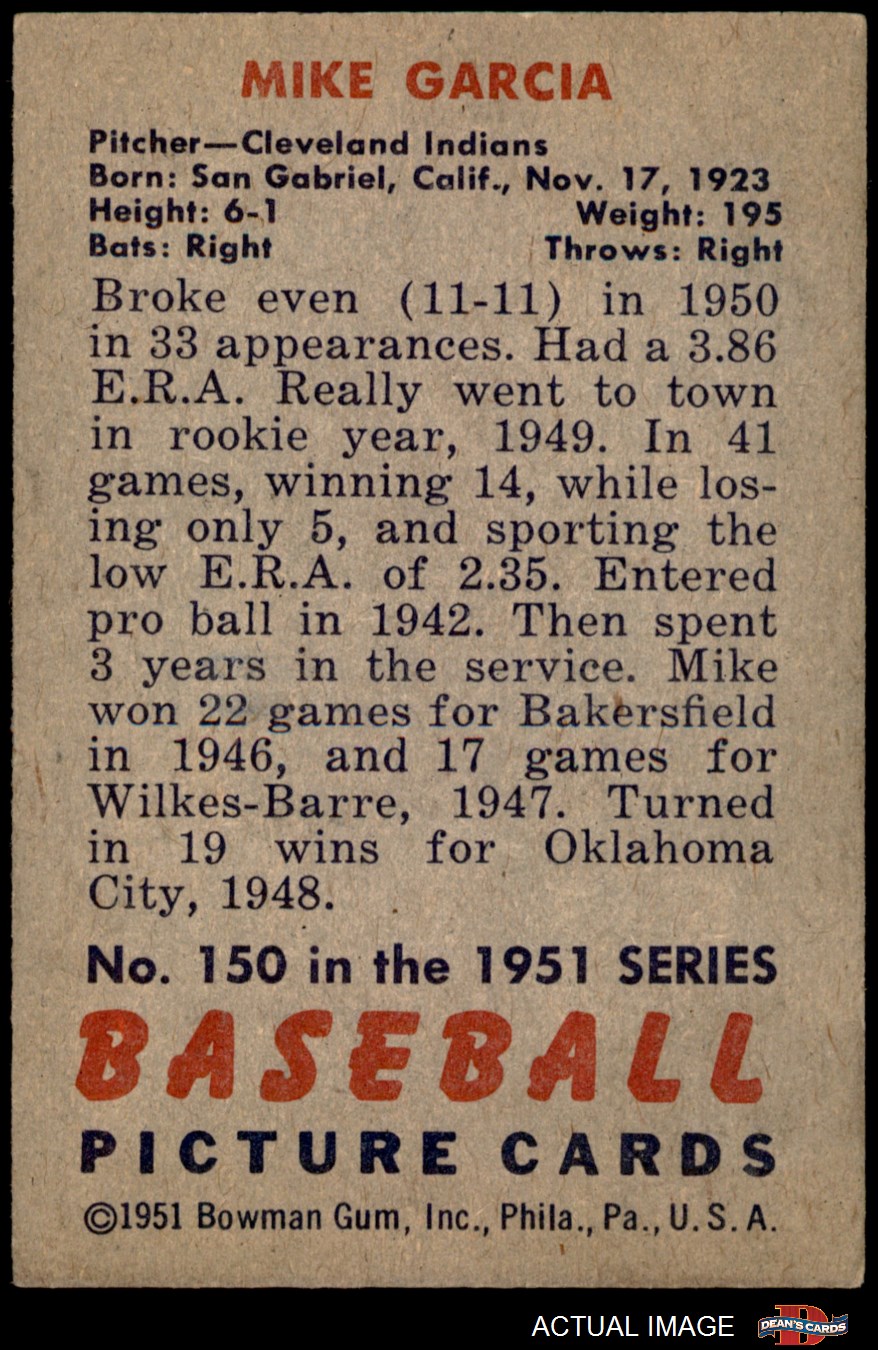 MIKE GARCIA
Pitcher—Cleveland Indians
Born: San Gabriel, Calif., Nov. 17, 1923
Height: 6-1 Weight: 195
Bats: Right Throws: Right
Broke even (11-11) in 1950
in 33 appearances. Had a 3.86
E.R.A. Really went to town
in rookie year, 1949. In 41
games, winning 14, while los-
ing only 5, and sporting the
low E.R.A. of 2.35. Entered
pro ball in 1942. Then spent
3 years in the service. Mike
won 22 games for Bakersfield
in 1946, and 17 games for
Wilkes-Barre, 1947. Turned
in 19 wins for Oklahoma
City, 1948.
No. 150 in the 1951 SERIES
BASEBALL
PICTURE CARDS
©1951 Bowman Gum, Inc., Phila., Pa., U.S.A.
ACTUAL IMAGE
D
DEAN'S CARDS